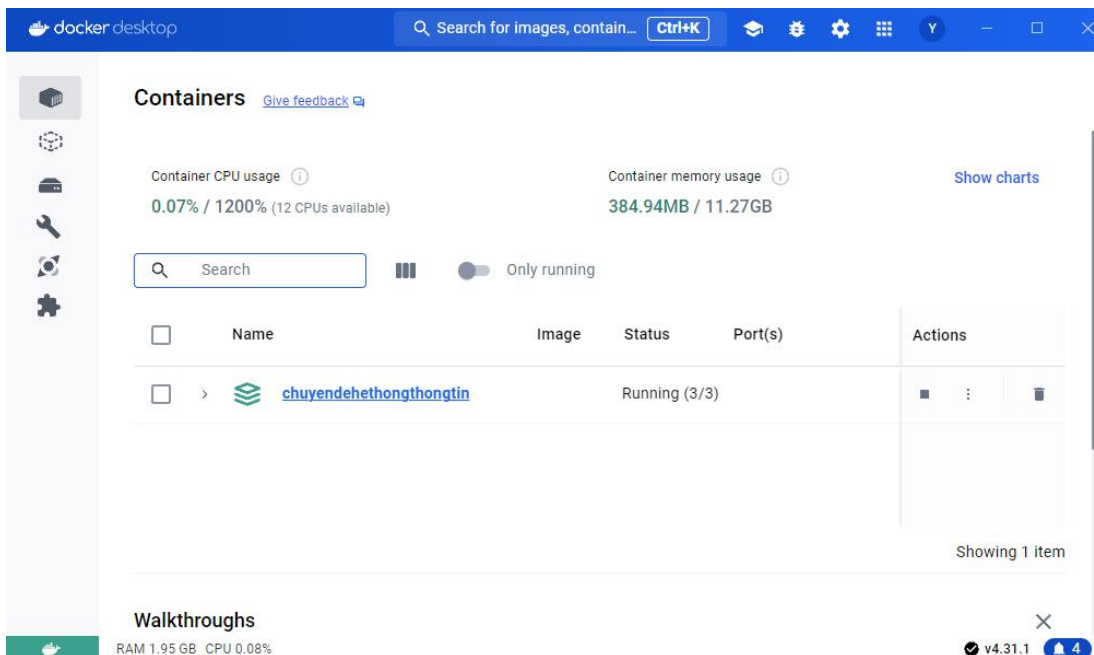 docker desktop
Search for images, contain... Ctrl+K
Y
Containers Give feedback
Container CPU usage
Container memory usage
Show charts
0.07% / 1200% (12 CPUs available)
384.94MB / 11.27GB
Search
Only running
Name Image Status Port(s) Actions
chuyendehethongthongtin Running (3/3)
Showing 1 item
Walkthroughs
RAM 1.95 GB CPU 0.08% v4.31.1 4